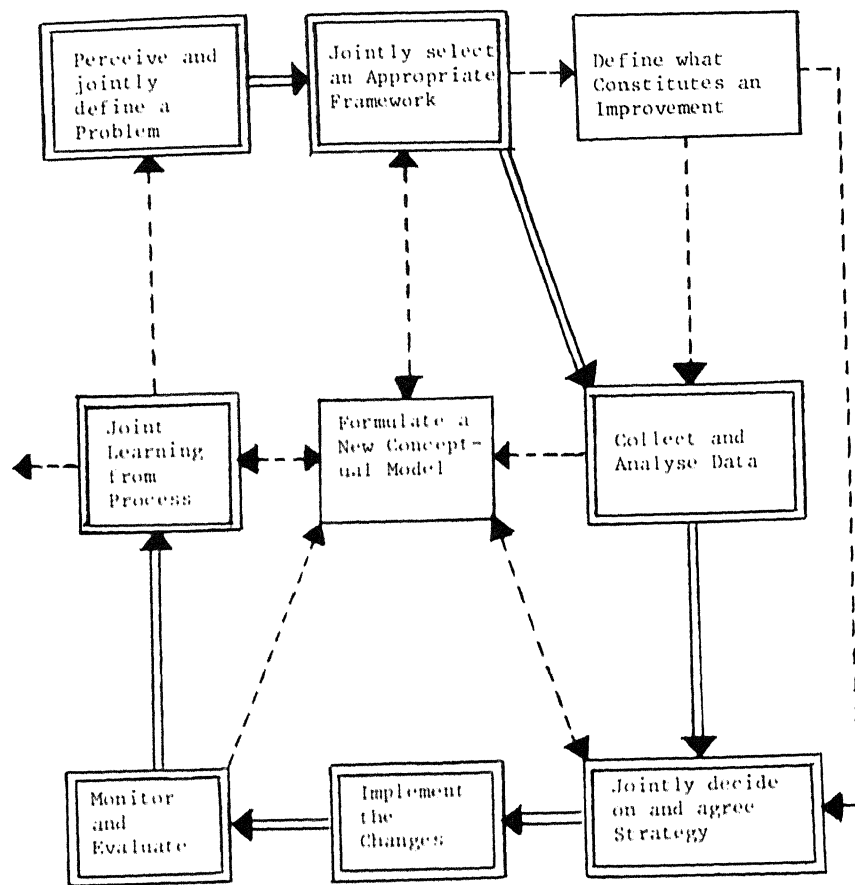 Perceive and
jointly
define a
Problem
Jointly select
an Appropriate
Framework
Define what
Constitutes an
Improvement
Joint
Learning
from
Process
Formulate a
New Concept-
ual Model
Collect and
Analyse Data
Monitor
and
Evaluate
Implement
the
Changes
Jointly decide
on and agree
Strategy